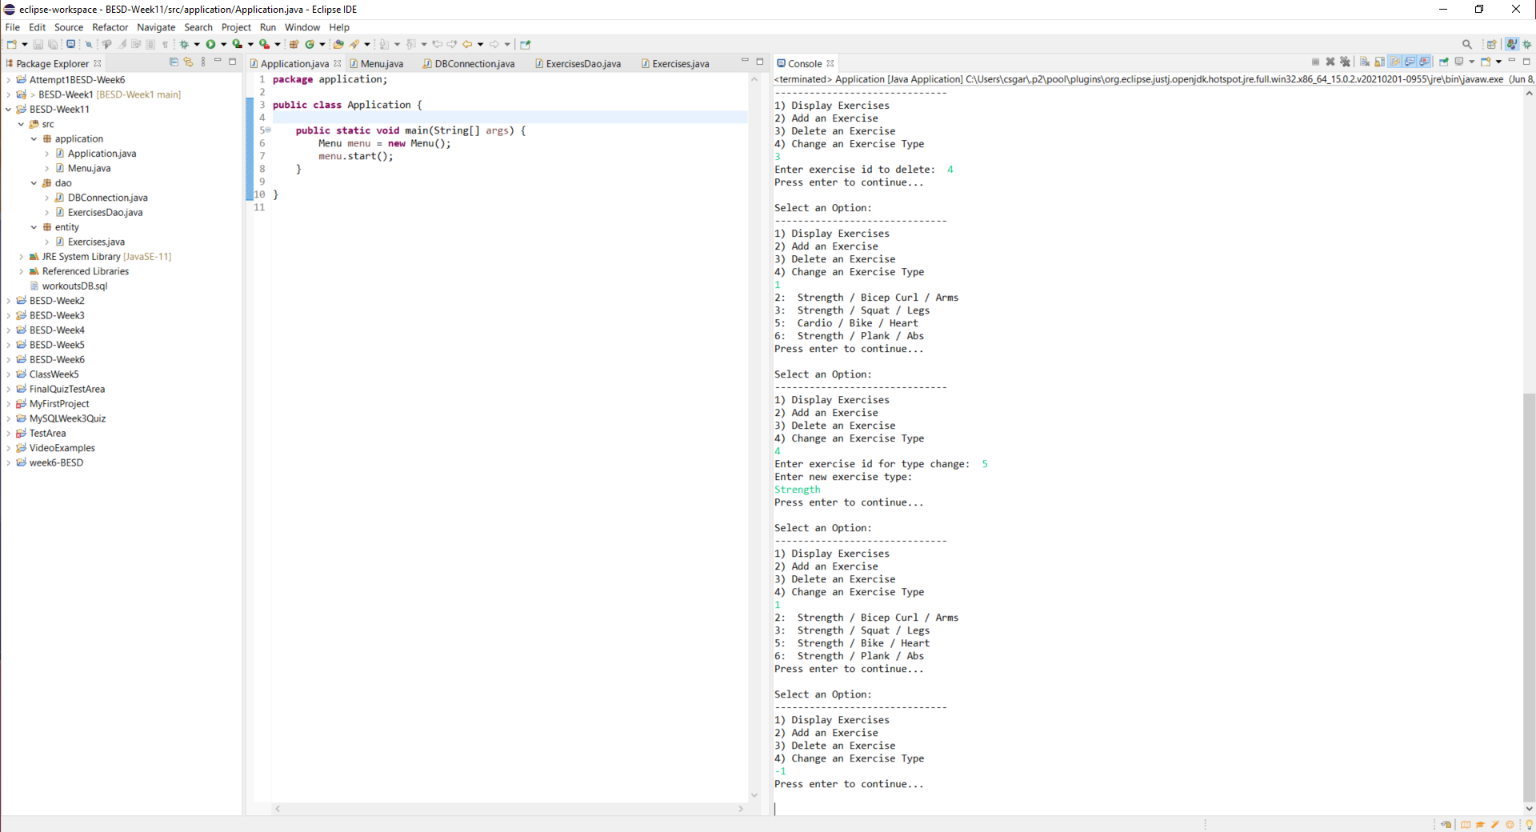 eclipse-workspace - BESD-Week11/src/application/Application.java - Eclipse IDE
File Edit Source Refactor Navigate Search Project Run Window Help
Package Explorer
Attempt1BESD-Week6
> BESD-Week1 [BESD-Week1 main]
BESD-Week11
src
application
Application.java
Menu.java
dao
DBConnection.java
ExercisesDao.java
entity
Exercises.java
JRE System Library [JavaSE-11]
Referenced Libraries
workoutsDB.sql
BESD-Week2
BESD-Week3
BESD-Week4
BESD-Week5
BESD-Week6
ClassWeek5
FinalQuizTestArea
MyFirstProject
MySQLWeek3Quiz
TestArea
VideoExamples
week6-BESD
Application.java Menu.java DBConnection.java ExercisesDao.java Exercises.java
1 package application;
2
3 public class Application {
4
5 public static void main(String[] args) {
6 Menu menu = new Menu();
7 menu.start();
8 }
9
10 }
11
Console
<terminated> Application [Java Application] C:\Users\csgar\.p2\pool\plugins\org.eclipse.justj.openjdk.hotspot.jre.full.win32.x86_64_15.0.2.v20210201-0955\jre\bin\javaw.exe (Jun 8,
------------------------------
1) Display Exercises
2) Add an Exercise
3) Delete an Exercise
4) Change an Exercise Type
3
Enter exercise id to delete: 4
Press enter to continue...
Select an Option:
------------------------------
1) Display Exercises
2) Add an Exercise
3) Delete an Exercise
4) Change an Exercise Type
1
2: Strength / Bicep Curl / Arms
3: Strength / Squat / Legs
5: Cardio / Bike / Heart
6: Strength / Plank / Abs
Press enter to continue...
Select an Option:
------------------------------
1) Display Exercises
2) Add an Exercise
3) Delete an Exercise
4) Change an Exercise Type
4
Enter exercise id for type change: 5
Enter new exercise type:
Strength
Press enter to continue...
Select an Option:
------------------------------
1) Display Exercises
2) Add an Exercise
3) Delete an Exercise
4) Change an Exercise Type
1
2: Strength / Bicep Curl / Arms
3: Strength / Squat / Legs
5: Strength / Bike / Heart
6: Strength / Plank / Abs
Press enter to continue...
Select an Option:
------------------------------
1) Display Exercises
2) Add an Exercise
3) Delete an Exercise
4) Change an Exercise Type
-1
Press enter to continue...